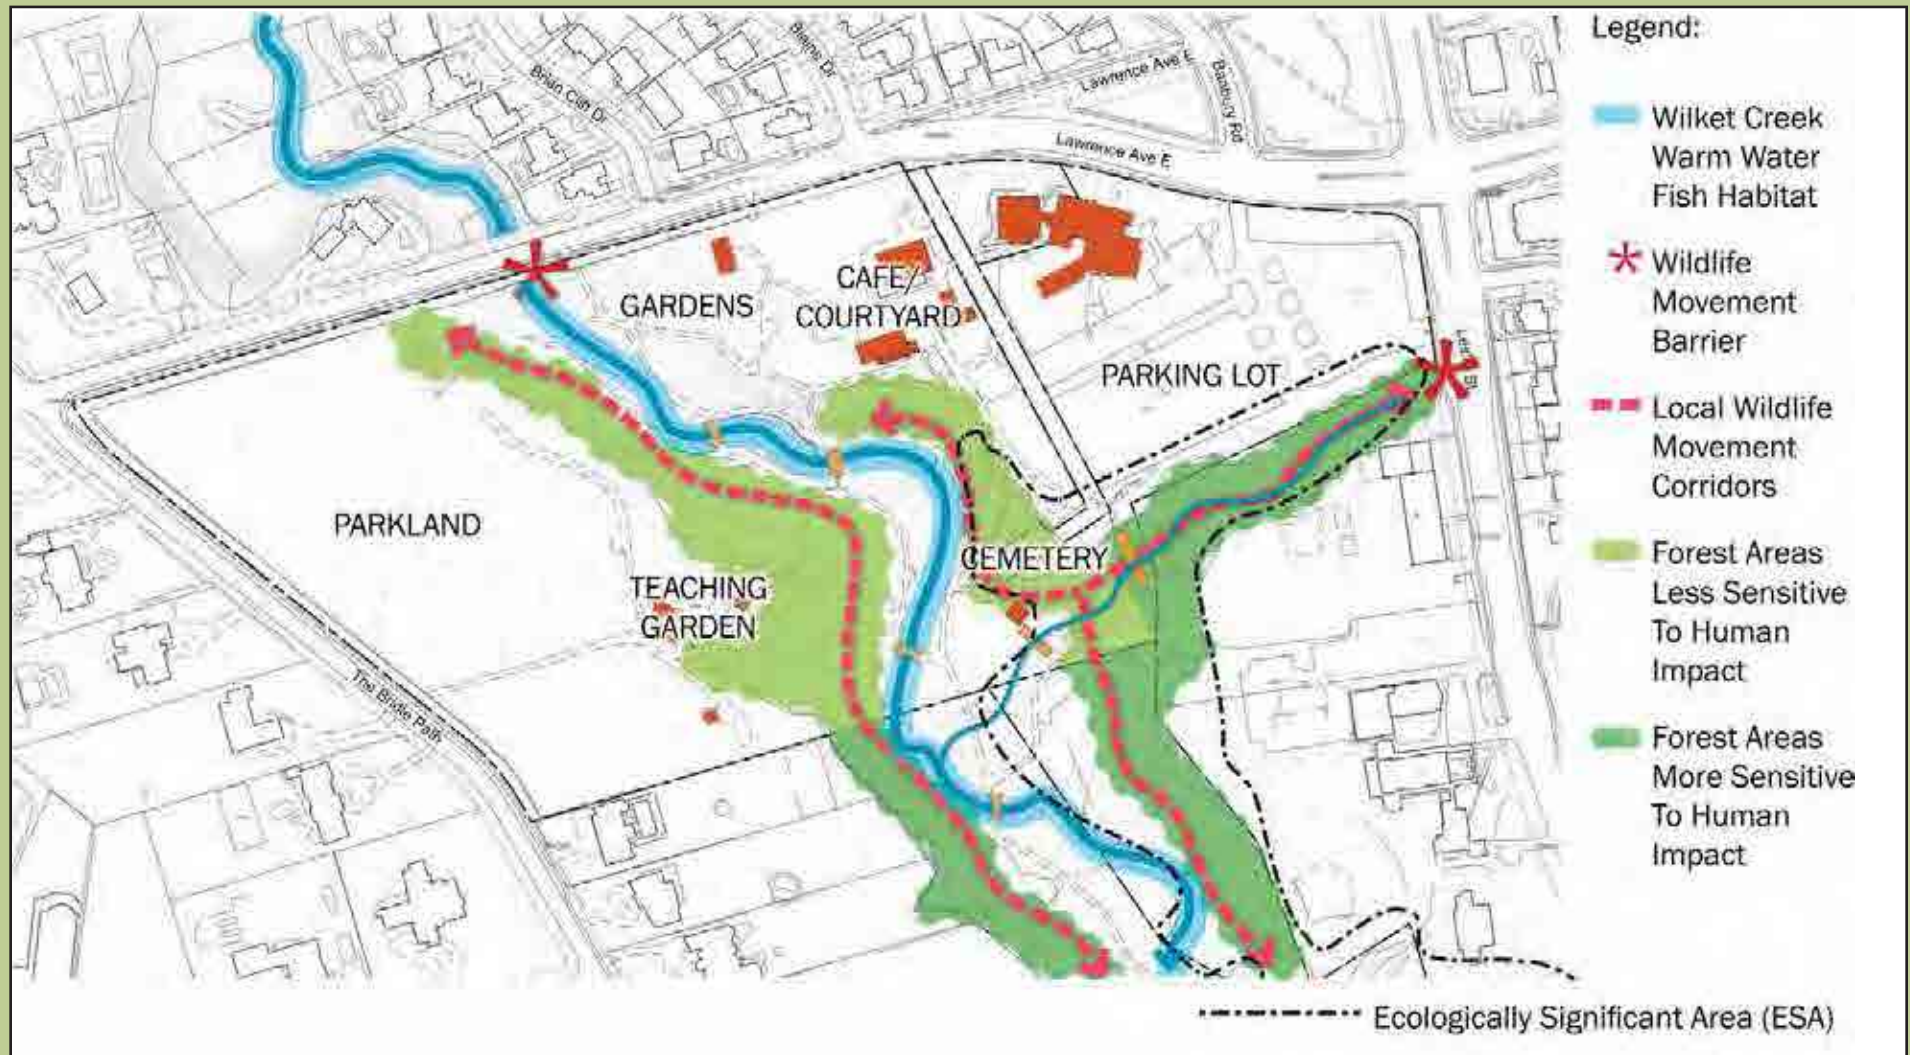 Legend:
Wilket Creek
Warm Water
Fish Habitat
Wildlife
Movement
Barrier
Local Wildlife
Movement
Corridors
Forest Areas
Less Sensitive
To Human
Impact
Forest Areas
More Sensitive
To Human
Impact
Ecologically Significant Area (ESA)
Brian Cliff Dr
Blaine Dr
Lawrence Ave E
Banbury Rd
Lawrence Ave E
GARDENS
CAFE/
COURTYARD
PARKING LOT
PARKLAND
CEMETERY
TEACHING
GARDEN
The Bridle Path